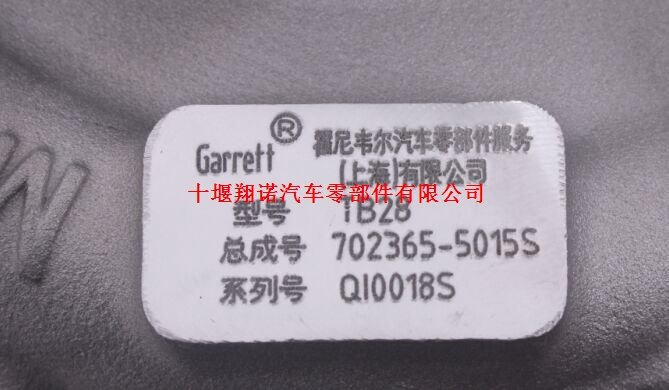 Garrett® 霍尼韦尔汽车零部件服务
(上海)有限公司
十堰翔诺汽车零部件有限公司
型号 TB28
总成号 702365-5015S
系列号 QI0018S